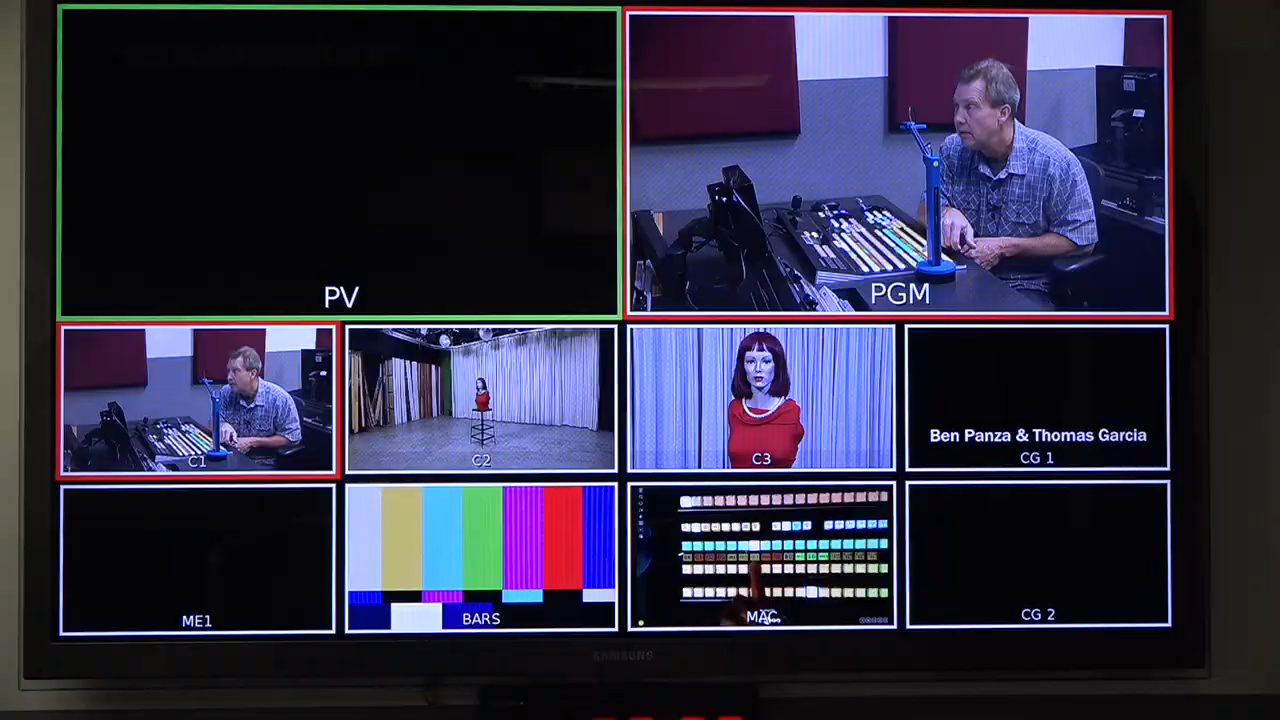 PV
PGM
C1
C2
C3
Ben Panza & Thomas Garcia
CG 1
ME1
BARS
MAC
CG 2
SAMSUNG